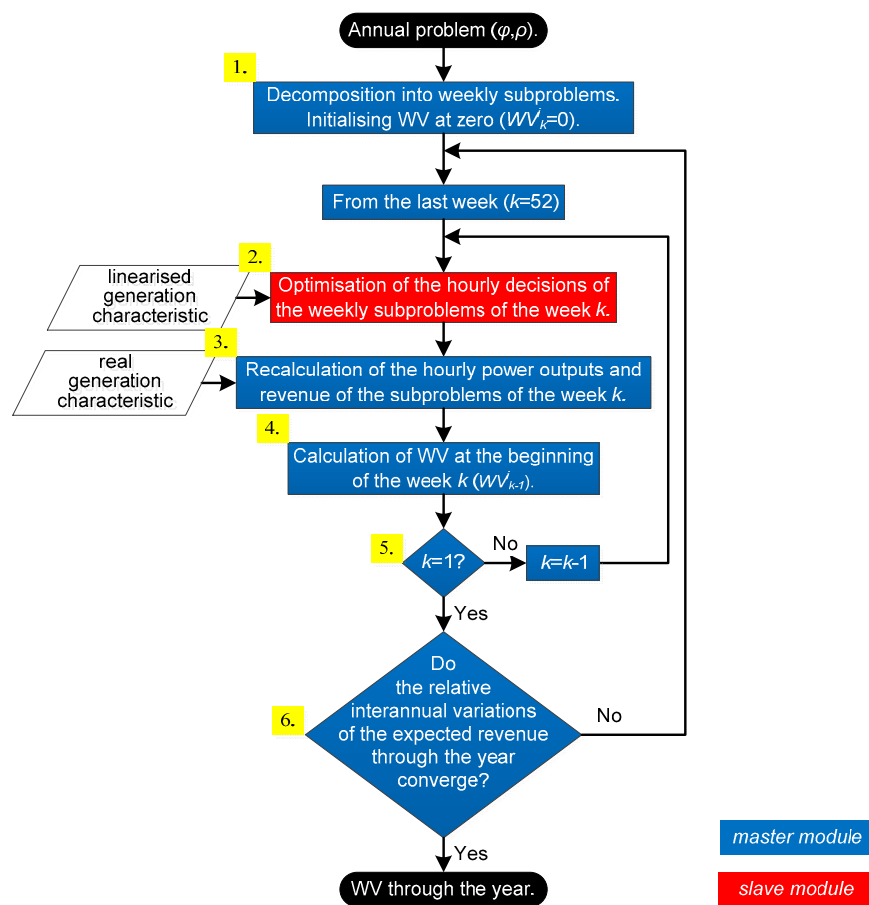 Annual problem (φ,ρ).
1.
Decomposition into weekly subproblems.
Initialising WV at zero (WV^i_k=0).
From the last week (k=52)
2.
linearised
generation
characteristic
Optimisation of the hourly decisions of
the weekly subproblems of the week k.
3.
real
generation
characteristic
Recalculation of the hourly power outputs and
revenue of the subproblems of the week k.
4.
Calculation of WV at the beginning
of the week k (WV^i_k-1).
5.
k=1?
No
k=k-1
Yes
6.
Do
the relative
interannual variations
of the expected revenue
through the year
converge?
No
Yes
WV through the year.
master module
slave module